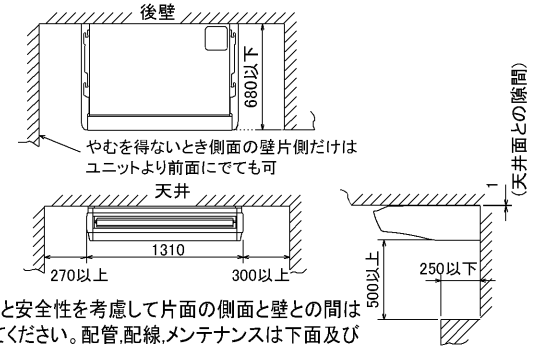 後壁
680以下
やむを得ないとき側面の壁片側だけは
ユニットより前面にでても可
天井
1310
270以上
300以上
1
(天井面との隙間)
500以上
250以下
と安全性を考慮して片面の側面と壁との間は
てください。配管,配線,メンテナンスは下面及び